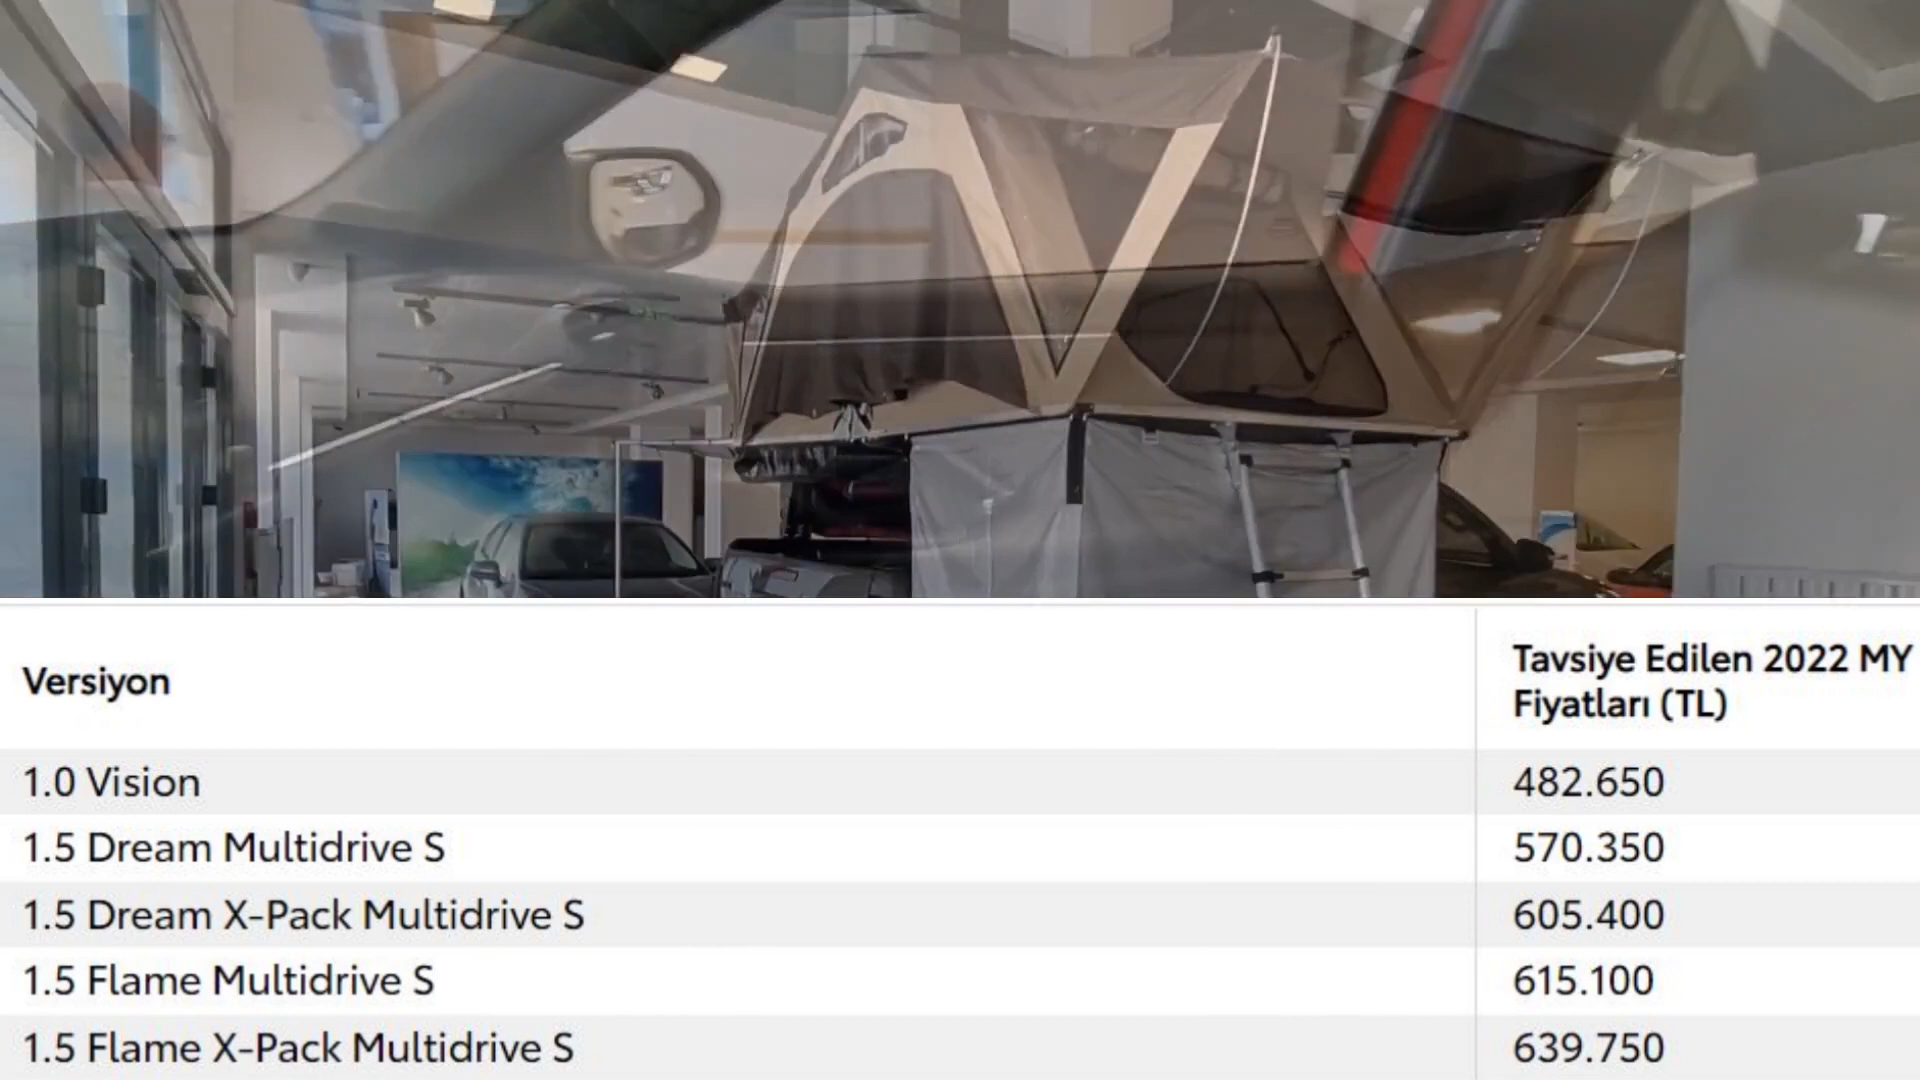 Versiyon
Tavsiye Edilen 2022 MY
Fiyatları (TL)
1.0 Vision
482.650
1.5 Dream Multidrive S
570.350
1.5 Dream X-Pack Multidrive S
605.400
1.5 Flame Multidrive S
615.100
1.5 Flame X-Pack Multidrive S
639.750